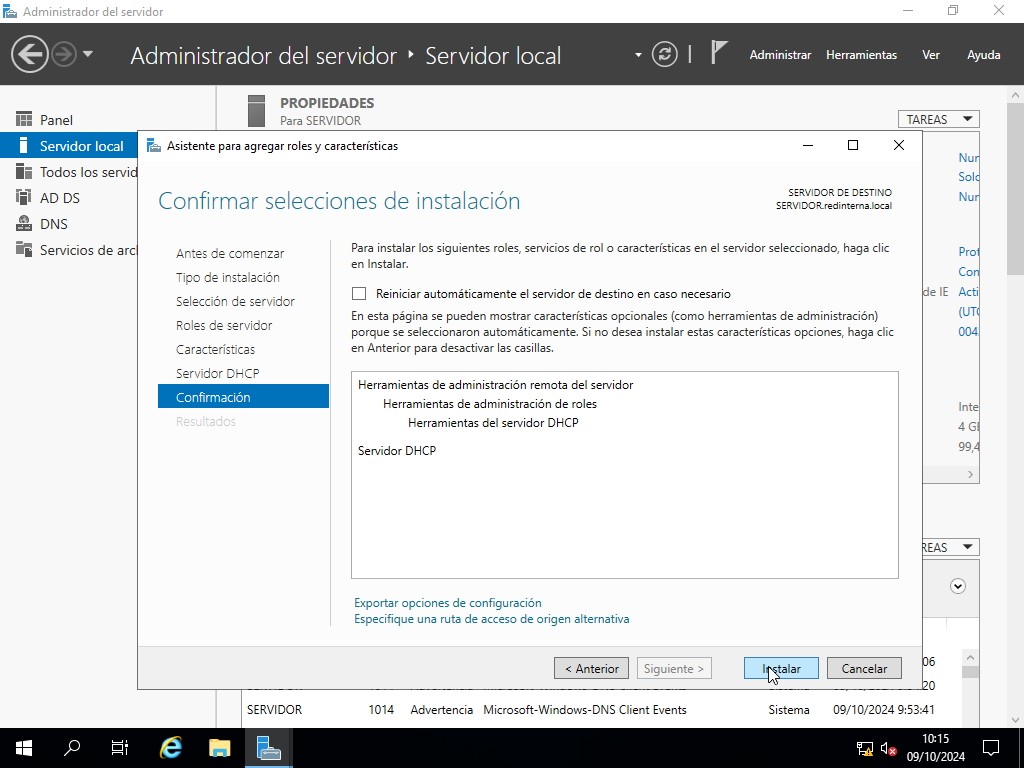 Administrador del servidor
Administrador del servidor ‣ Servidor local
Administrar
Herramientas
Ver
Ayuda
Panel
Servidor local
Todos los servid
AD DS
DNS
Servicios de arc
PROPIEDADES
Para SERVIDOR
TAREAS
Asistente para agregar roles y características
Confirmar selecciones de instalación
SERVIDOR DE DESTINO
SERVIDOR.redinterna.local
Antes de comenzar
Tipo de instalación
Selección de servidor
Roles de servidor
Características
Servidor DHCP
Confirmación
Resultados
Para instalar los siguientes roles, servicios de rol o características en el servidor seleccionado, haga clic
en Instalar.
Reiniciar automáticamente el servidor de destino en caso necesario
En esta página se pueden mostrar características opcionales (como herramientas de administración)
porque se seleccionaron automáticamente. Si no desea instalar estas características opciones, haga clic
en Anterior para desactivar las casillas.
Herramientas de administración remota del servidor
Herramientas de administración de roles
Herramientas del servidor DHCP
Servidor DHCP
Exportar opciones de configuración
Especifique una ruta de acceso de origen alternativa
< Anterior
Siguiente >
Instalar
Cancelar
Nun
Solo
Nun
Prot
Con
de IE Acti
(UTC
004
Inte
4 GB
99,4
REAS
06
20
SERVIDOR 1014 Advertencia Microsoft-Windows-DNS Client Events Sistema 09/10/2024 9:53:41
10:15
09/10/2024